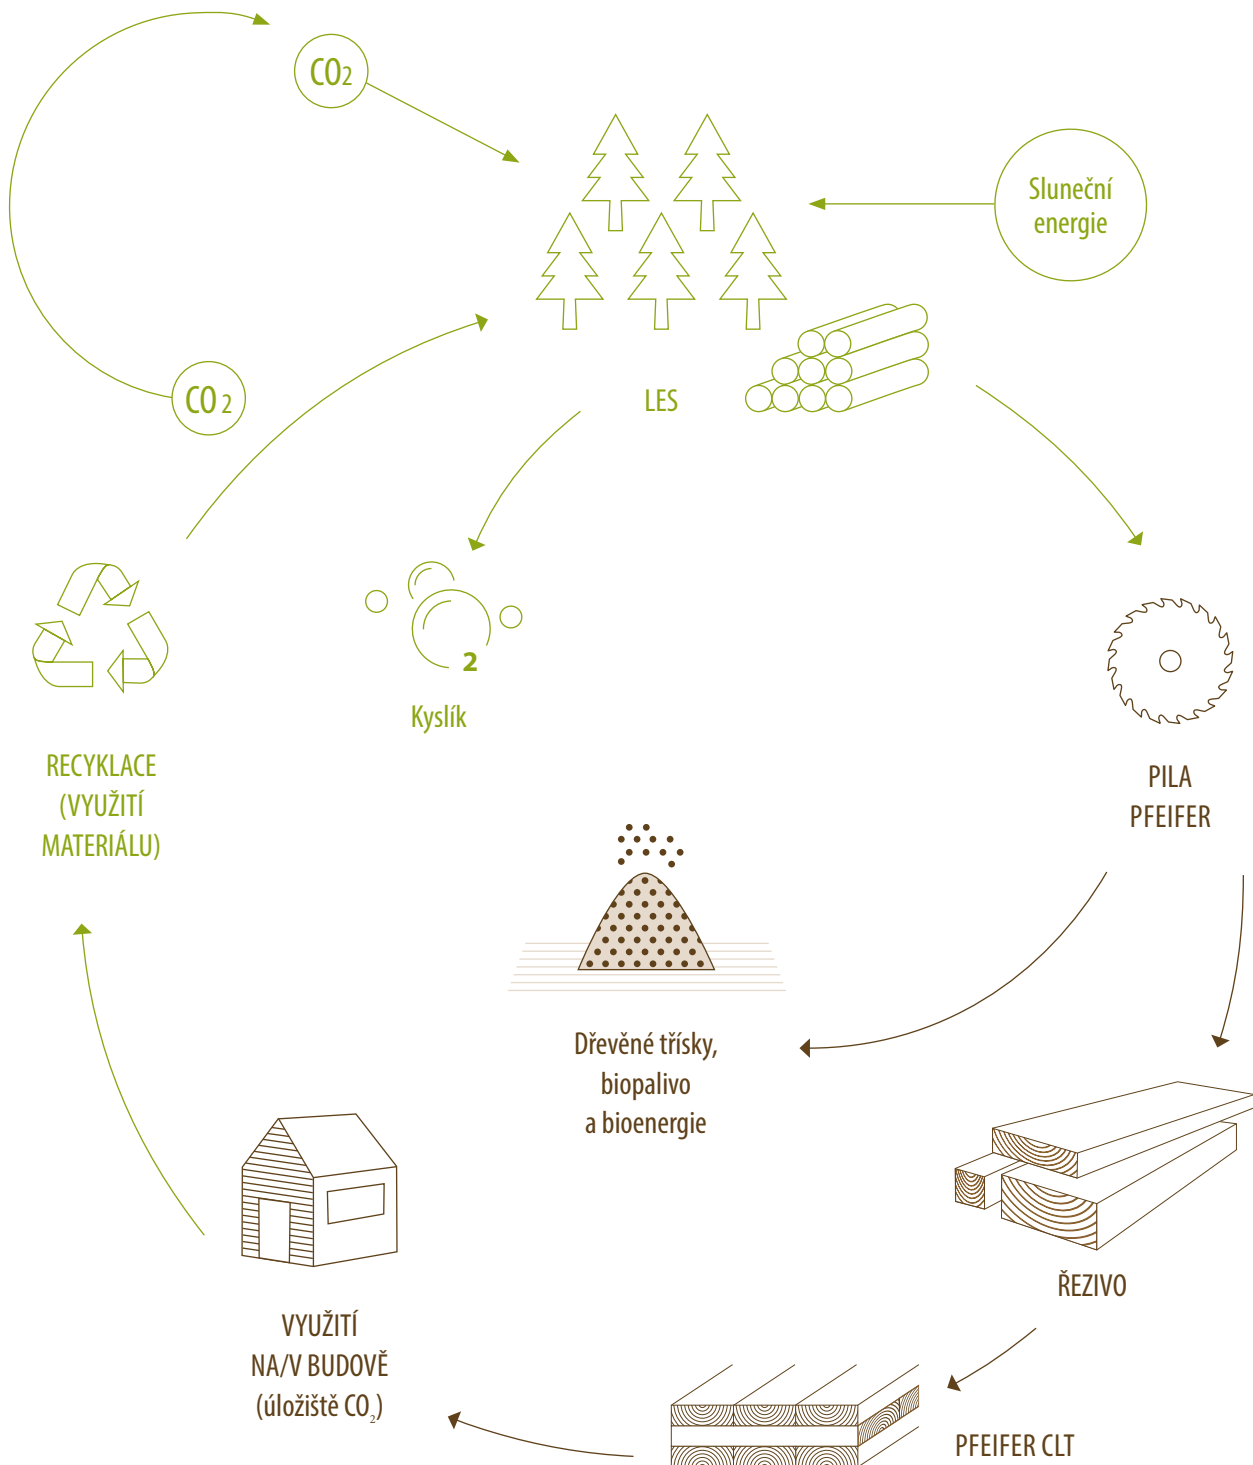 CO2
Sluneční
energie
CO 2
LES
2
Kyslík
RECYKLACE
(VYUŽITÍ
MATERIÁLU)
PILA
PFEIFER
Dřevěné třísky,
biopalivo
a bioenergie
ŘEZIVO
VYUŽITÍ
NA/V BUDOVĚ
(úložiště CO₂)
PFEIFER CLT